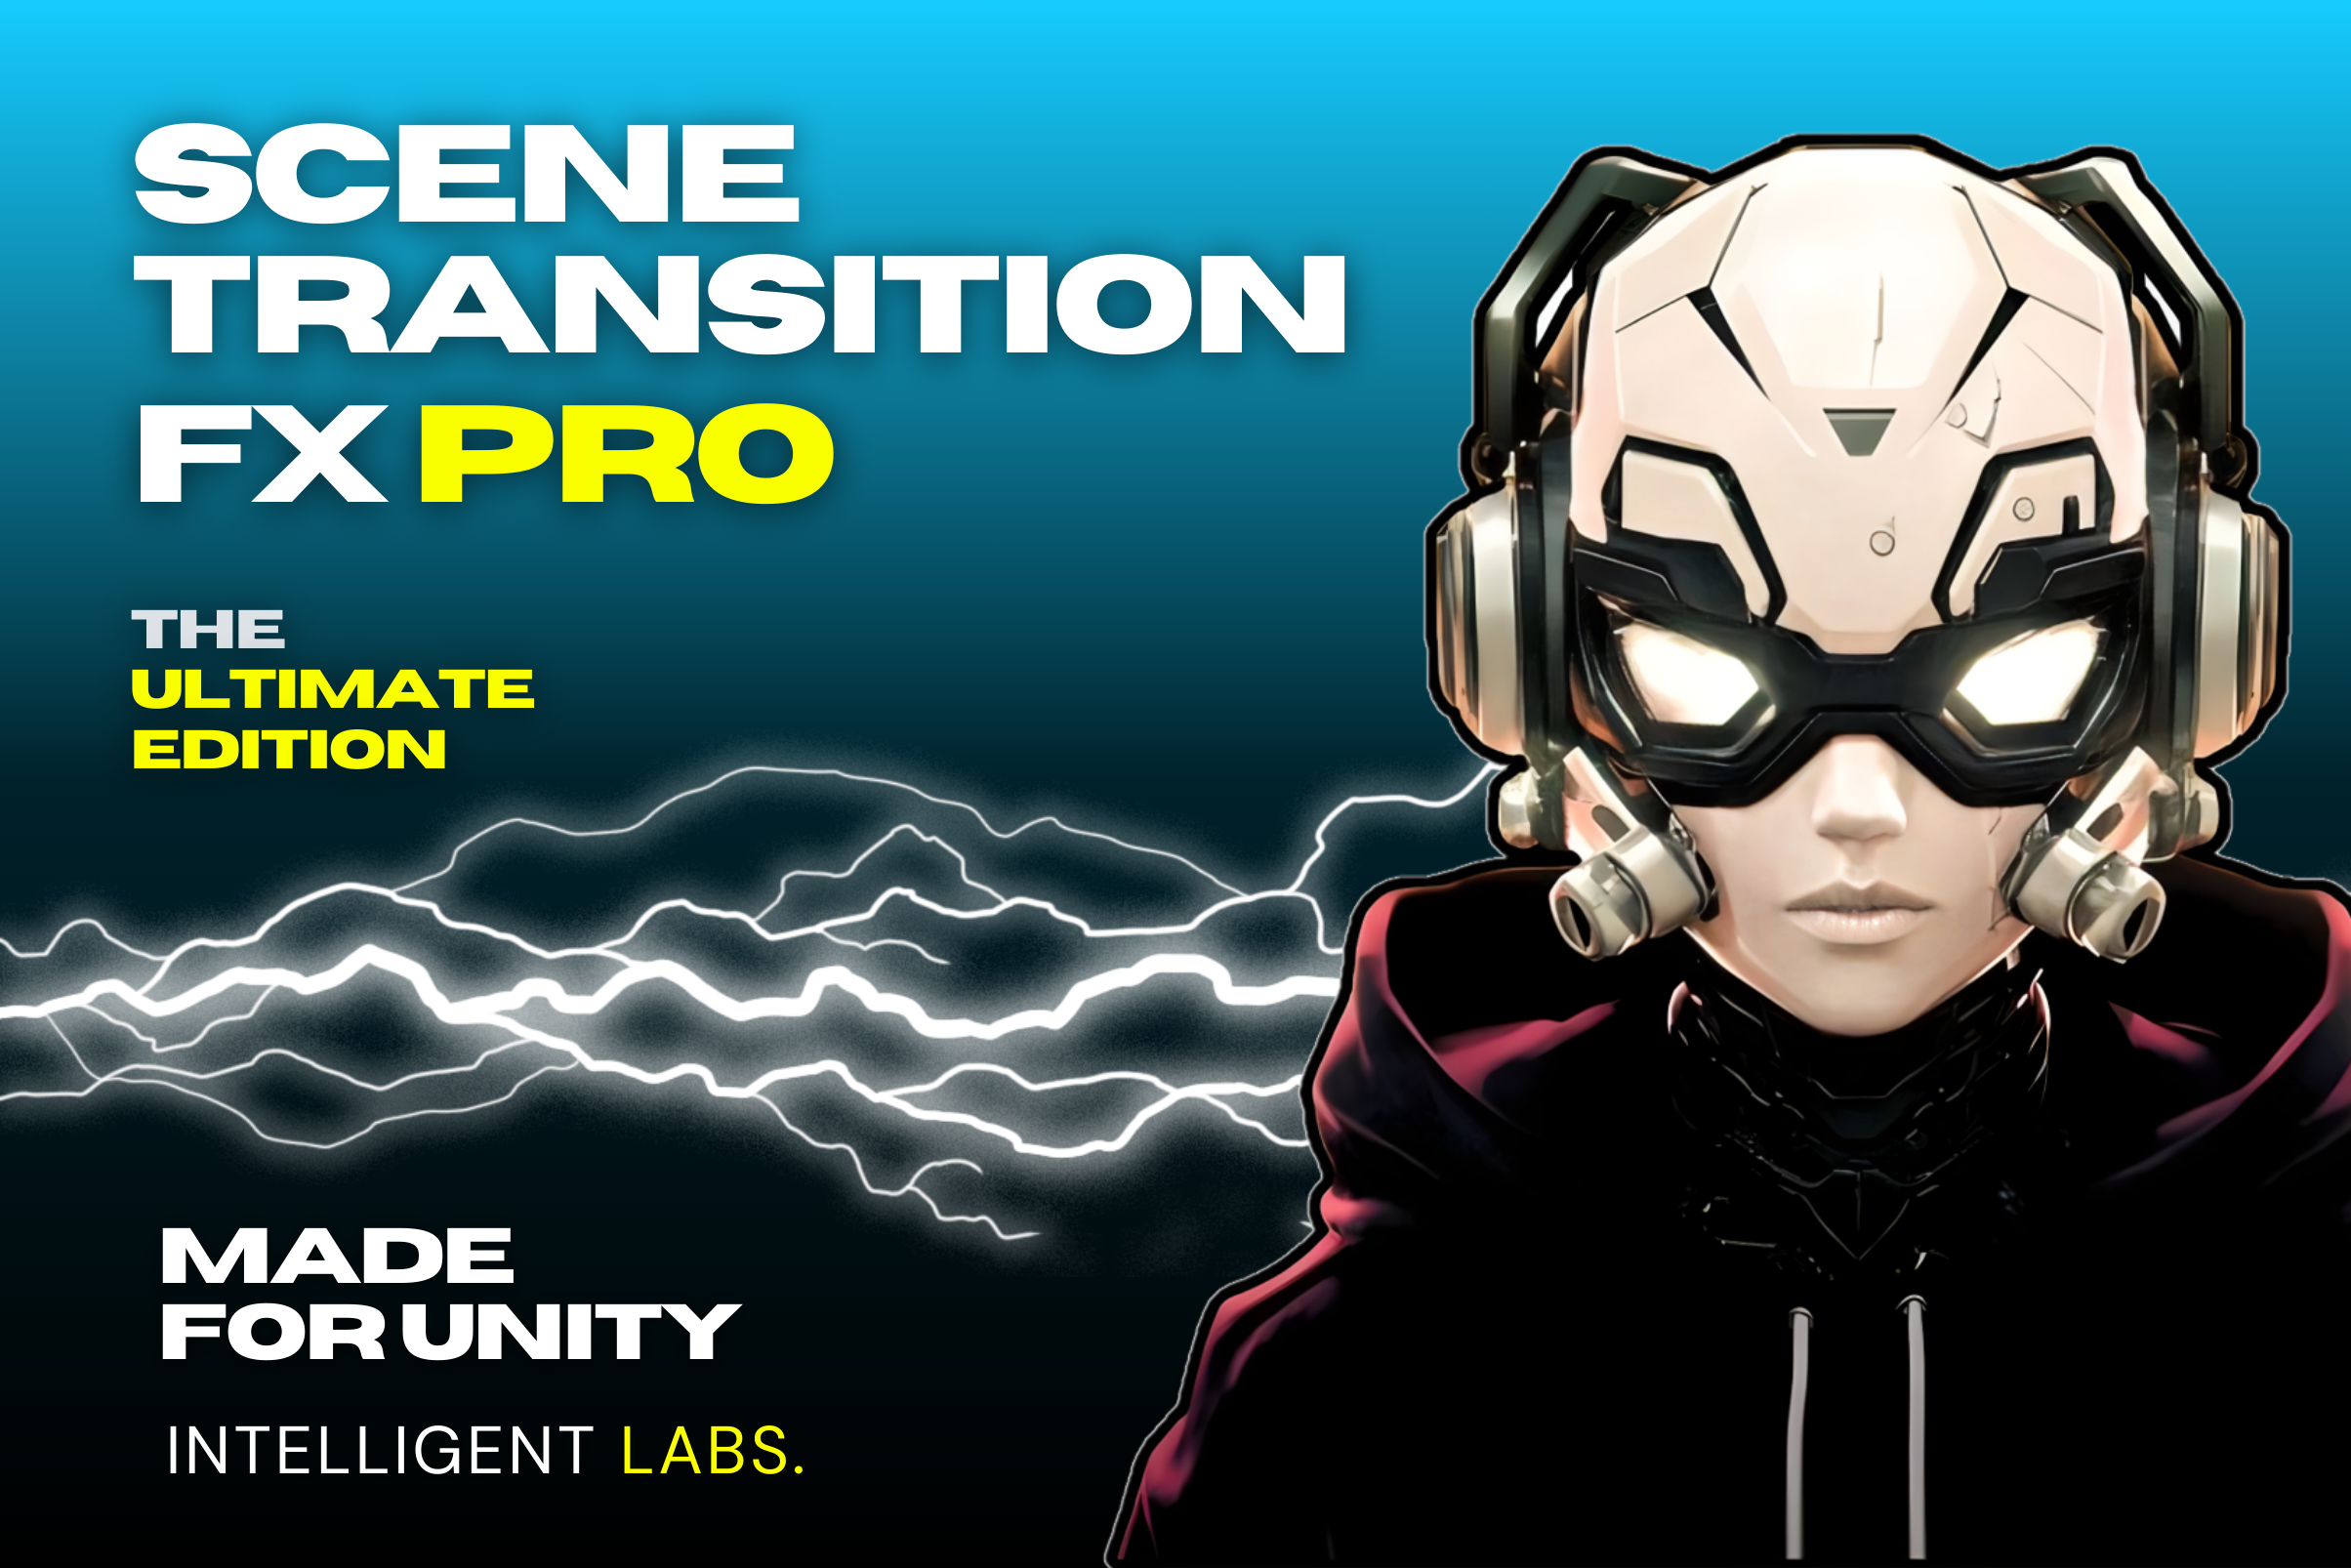 SCENE
TRANSITION
FX PRO
THE
ULTIMATE
EDITION
MADE
FOR UNITY
INTELLIGENT LABS.